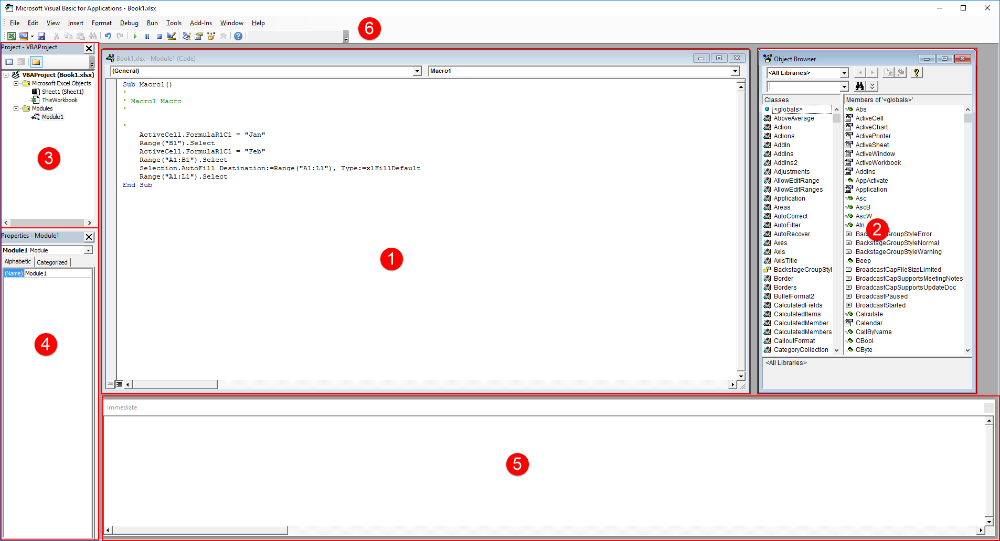 Microsoft Visual Basic for Applications - Book1.xlsx
File Edit View Insert Format Debug Run Tools Add-Ins Window Help
6
Project - VBAProject
VBAProject (Book1.xlsx)
Microsoft Excel Objects
Sheet1 (Sheet1)
ThisWorkbook
Modules
Module1
3
Properties - Module1
Module1 Module
Alphabetic Categorized
(Name) Module1
4
Book1.xlsx - Module1 (Code)
(General) Macro1
Sub Macro1()
'
' Macro1 Macro
'
'
ActiveCell.FormulaR1C1 = "Jan"
Range("B1").Select
ActiveCell.FormulaR1C1 = "Feb"
Range("A1:B1").Select
Selection.AutoFill Destination:=Range("A1:L1"), Type:=xlFillDefault
Range("A1:L1").Select
End Sub
1
Object Browser
<All Libraries>
Classes
<globals>
AboveAverage
Action
Actions
AddIn
AddIns
AddIns2
Adjustments
AllowEditRange
AllowEditRanges
Application
Areas
AutoCorrect
AutoFilter
AutoRecover
Axes
Axis
AxisTitle
BackstageGroupStyl
Border
Borders
BulletFormat2
CalculatedFields
CalculatedItems
CalculatedMember
CalculatedMembers
CalloutFormat
CategoryCollection
Members of '<globals>'
Abs
ActiveCell
ActiveChart
ActivePrinter
ActiveSheet
ActiveWindow
ActiveWorkbook
AddIns
AppActivate
Application
Asc
AscB
AscW
Atn
2
GroupStyleError
BackstageGroupStyleNormal
BackstageGroupStyleWarning
Beep
BroadcastCapFileSizeLimited
BroadcastCapSupportsMeetingNotes
BroadcastCapSupportsUpdateDoc
BroadcastPaused
BroadcastStarted
Calculate
Calendar
CallByName
CBool
CByte
<All Libraries>
Immediate
5